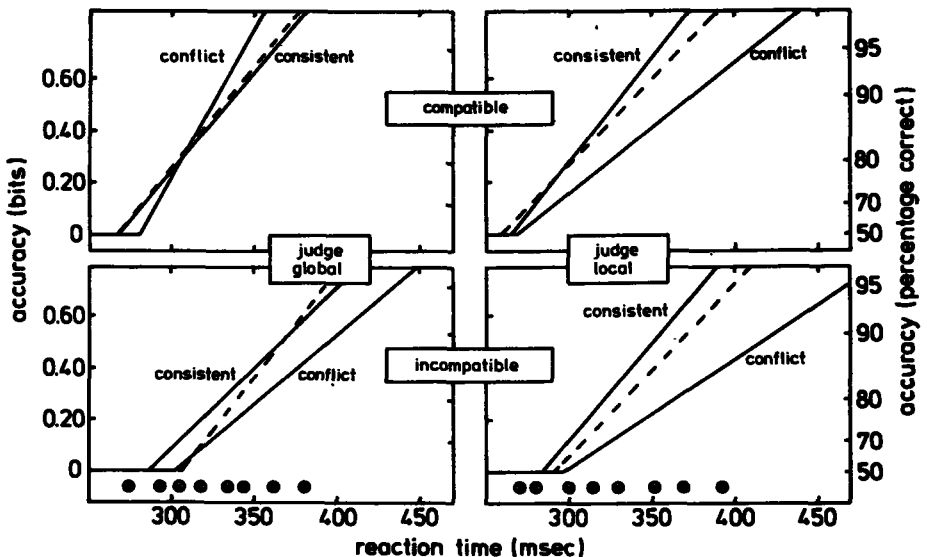 conflict
consistent
0.60
0.40
0.20
0
consistent
conflict
95
90
80
70
50
compatible
judge
global
judge
local
0.60
0.40
0.20
0
consistent
conflict
consistent
conflict
95
90
80
70
50
incompatible
300
350
400
450
300
350
400
450
accuracy (bits)
accuracy (percentage correct)
reaction time (msec)